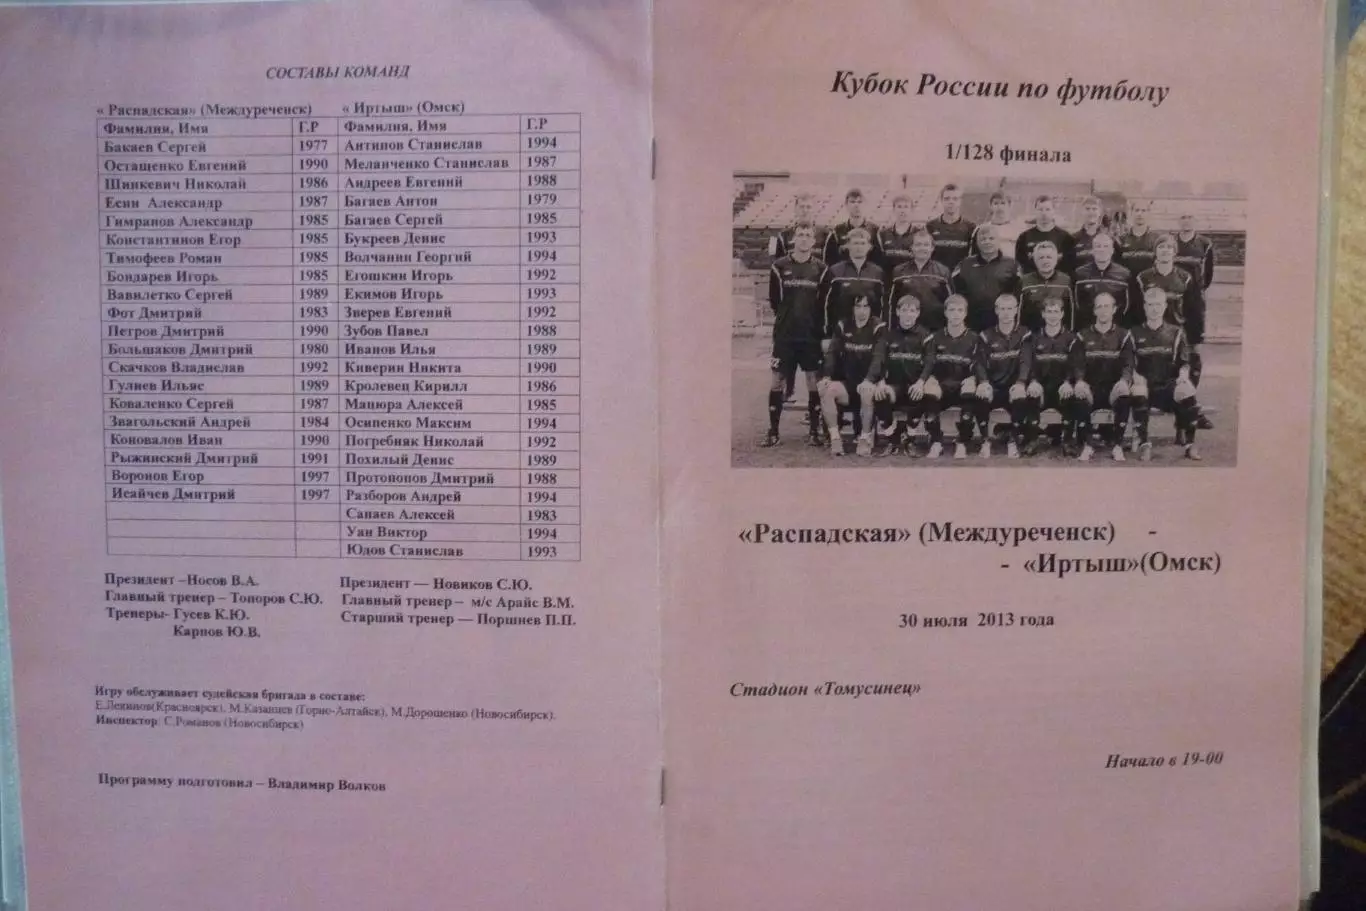 СОСТАВЫ КОМАНД
« Распадская» (Междуреченск) « Иртыш» (Омск)
Фамилия, Имя Г.Р Фамилия, Имя Г.Р
Бакаев Сергей 1977 Антипов Станислав 1994
Осташенко Евгений 1990 Меланченко Станислав 1987
Шинкевич Николай 1986 Андреев Евгений 1988
Есин Александр 1987 Багаев Антон 1979
Гимранов Александр 1985 Багаев Сергей 1985
Константинов Егор 1985 Букреев Денис 1993
Тимофеев Роман 1985 Волчанин Георгий 1994
Бондарев Игорь 1985 Егошкин Игорь 1992
Вавилетко Сергей 1989 Екимов Игорь 1993
Фот Дмитрий 1983 Зверев Евгений 1992
Петров Дмитрий 1990 Зубов Павел 1988
Большаков Дмитрий 1980 Иванов Илья 1989
Скачков Владислав 1992 Киверин Никита 1990
Гулиев Ильяс 1989 Кролевец Кирилл 1986
Коваленко Сергей 1987 Мацюра Алексей 1985
Звагольский Андрей 1984 Осипенко Максим 1994
Коновалов Иван 1990 Погребняк Николай 1992
Рыжинский Дмитрий 1991 Похилый Денис 1989
Воронов Егор 1997 Протопопов Дмитрий 1988
Исайчев Дмитрий 1997 Разборов Андрей 1994
Сапаев Алексей 1983
Уан Виктор 1994
Юдов Станислав 1993
Президент –Носов В.А. Президент — Новиков С.Ю.
Главный тренер – Топоров С.Ю. Главный тренер – м/с Арайс В.М.
Тренеры- Гусев К.Ю. Старший тренер — Поршнев П.П.
Карпов Ю.В.
Игру обслуживает судейская бригада в составе:
(Красноярск), М.Казанцев (Горно-Алтайск), М.Дорошенко (Новосибирск).
Инспектор: С.Романов (Новосибирск)
Программу подготовил – Владимир Волков
Кубок России по футболу
1/128 финала
«Распадская» (Междуреченск) -
- «Иртыш»(Омск)
30 июля 2013 года
Стадион «Томусинец»
Начало в 19-00